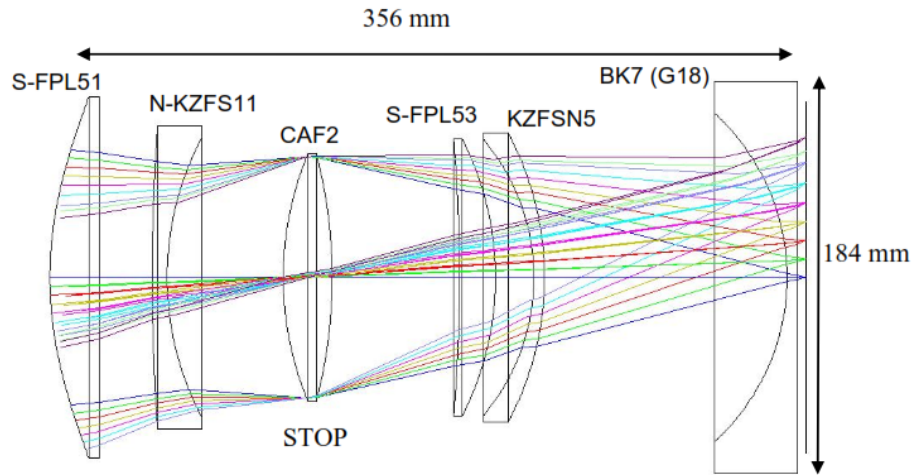 356 mm
S-FPL51
BK7 (G18)
N-KZFS11
S-FPL53
KZFSN5
CAF2
184 mm
STOP